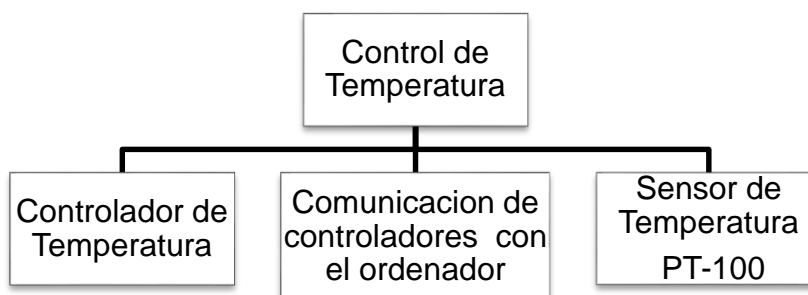 Control de
Temperatura
Controlador de
Temperatura
Comunicacion de
controladores con
el ordenador
Sensor de
Temperatura
PT-100